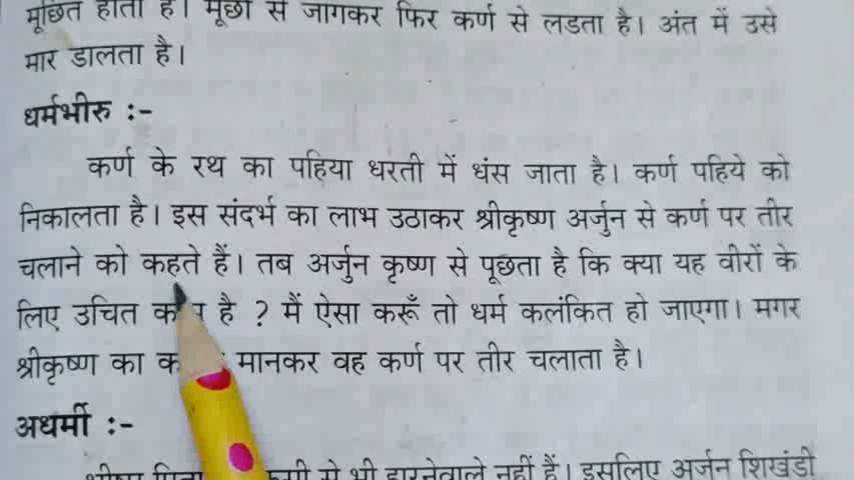 मूर्छित होता है। मूर्छा से जागकर फिर कर्ण से लडता है। अंत में उसे
मार डालता है।
धर्मभीरु :-
कर्ण के रथ का पहिया धरती में धंस जाता है। कर्ण पहिये को
निकालता है। इस संदर्भ का लाभ उठाकर श्रीकृष्ण अर्जुन से कर्ण पर तीर
चलाने को कहते हैं। तब अर्जुन कृष्ण से पूछता है कि क्या यह वीरों के
लिए उचित है ? मैं ऐसा करूँ तो धर्म कलंकित हो जाएगा। मगर
श्रीकृष्ण का मानकर वह कर्ण पर तीर चलाता है।
अधर्मी :-
भीष्म से भी हारनेवाले नहीं हैं। इसलिए अर्जुन शिखंडी